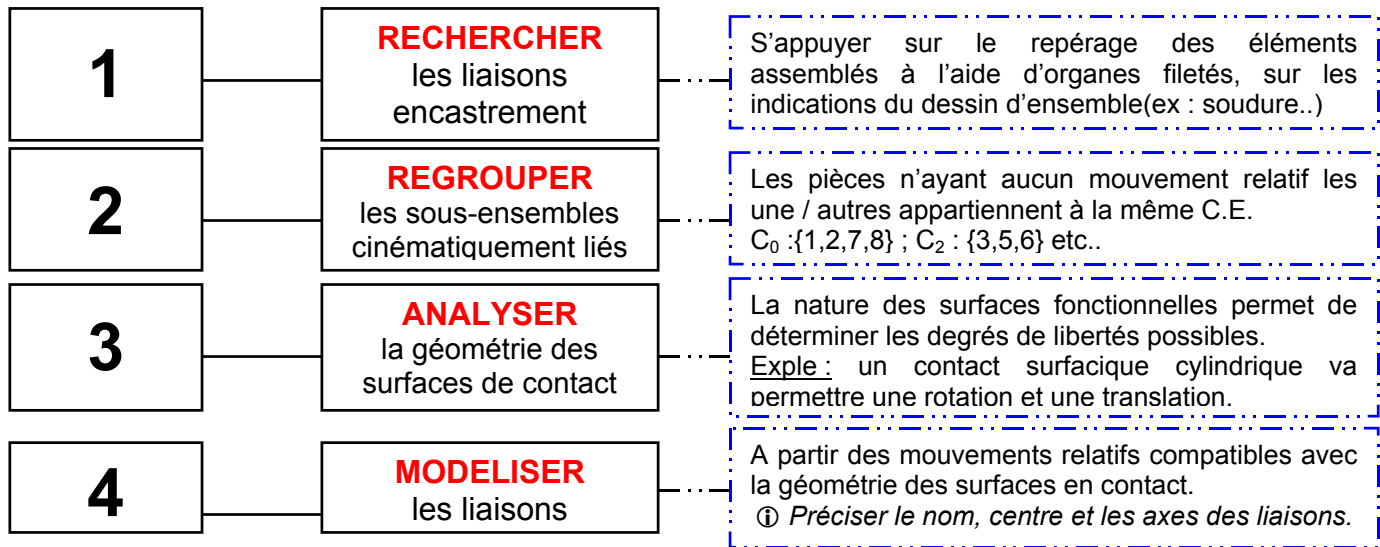 1
RECHERCHER
les liaisons
encastrement
S’appuyer sur le repérage des éléments
assemblés à l’aide d’organes filetés, sur les
indications du dessin d’ensemble(ex : soudure..)
2
REGROUPER
les sous-ensembles
cinématiquement liés
Les pièces n’ayant aucun mouvement relatif les
une / autres appartiennent à la même C.E.
C₀ :{1,2,7,8} ; C₂ : {3,5,6} etc..
3
ANALYSER
la géométrie des
surfaces de contact
La nature des surfaces fonctionnelles permet de
déterminer les degrés de libertés possibles.
Exple : un contact surfacique cylindrique va
permettre une rotation et une translation.
4
MODELISER
les liaisons
A partir des mouvements relatifs compatibles avec
la géométrie des surfaces en contact.
ⓘ Préciser le nom, centre et les axes des liaisons.